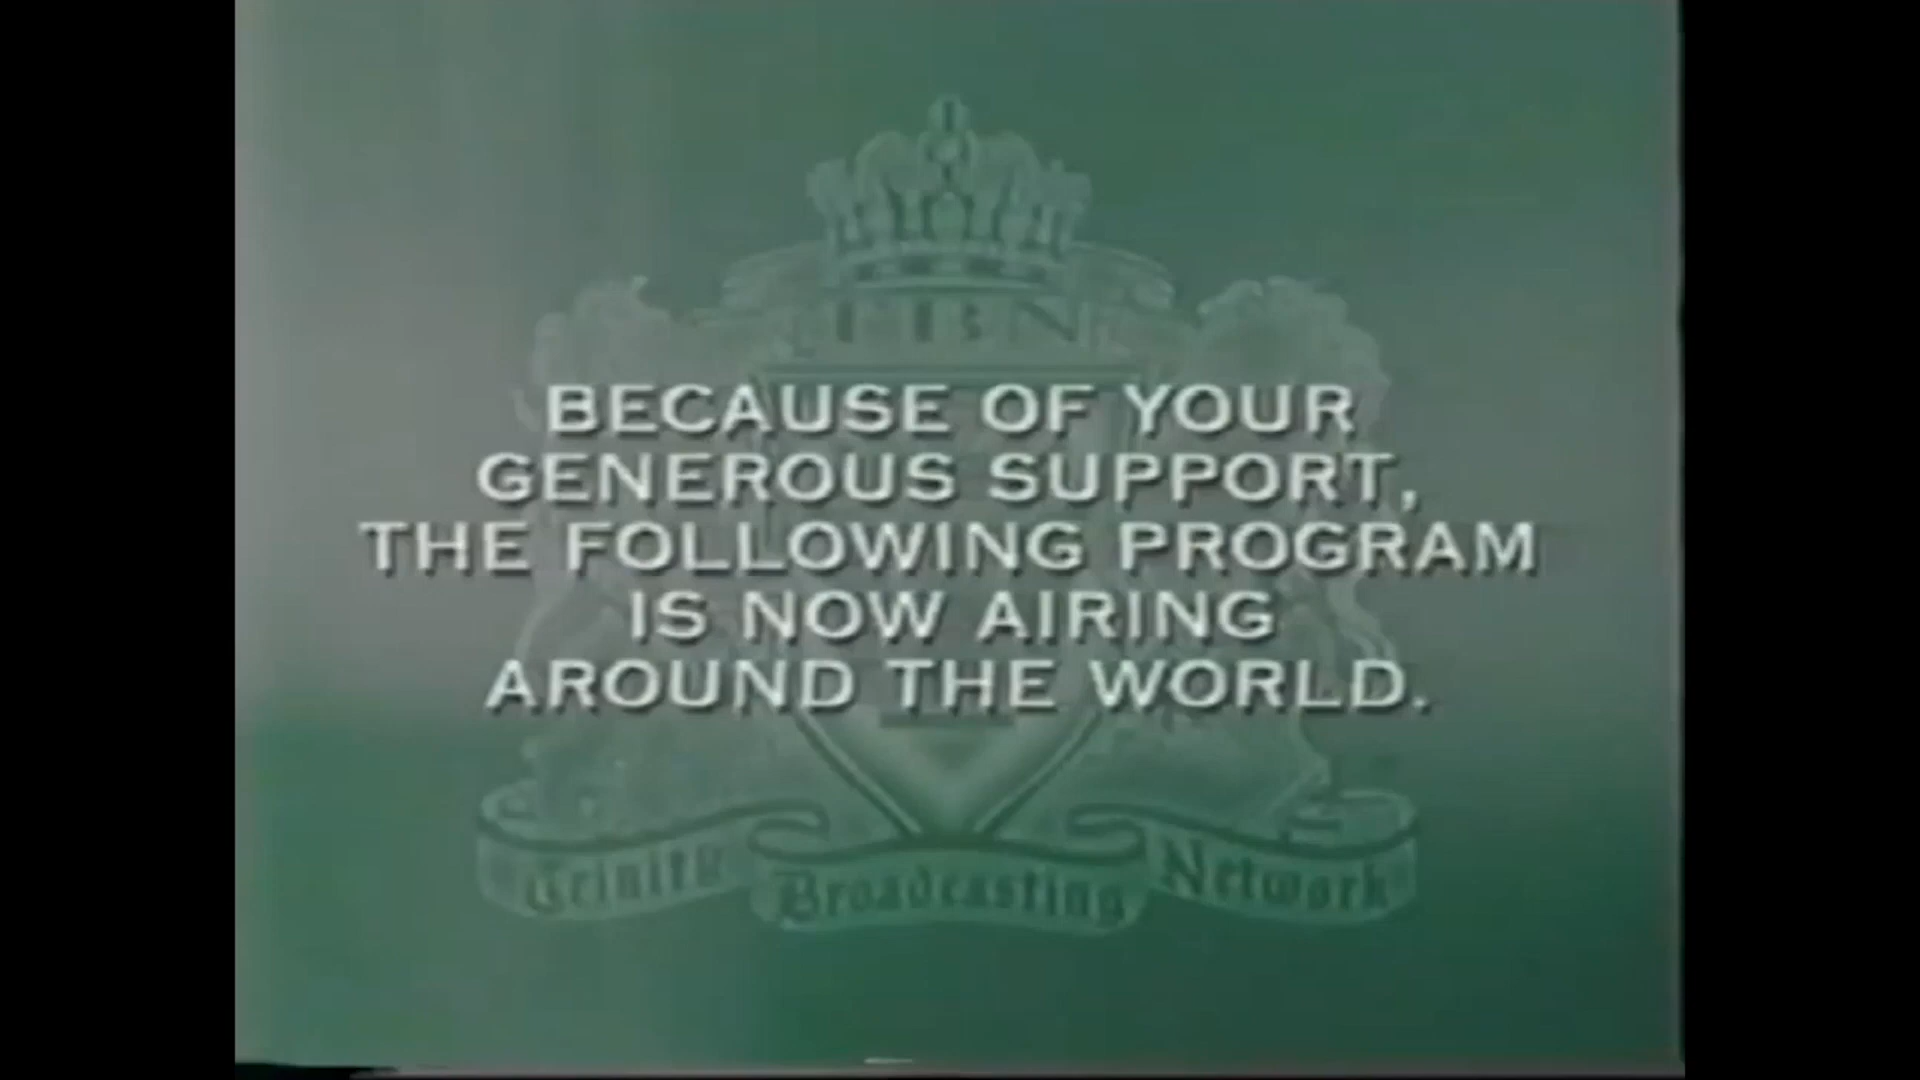 TBN
BECAUSE OF YOUR
GENEROUS SUPPORT,
THE FOLLOWING PROGRAM
IS NOW AIRING
AROUND THE WORLD.
Trinity Broadcasting Network